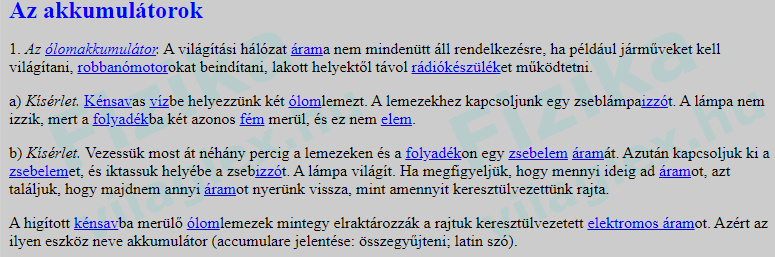 Az akkumulátorok
1. Az ólomakkumulátor. A világítási hálózat árama nem mindenütt áll rendelkezésre, ha például járműveket kell
világítani, robbanómotorokat beindítani, lakott helyektől távol rádiókészüléket működtetni.
a) Kísérlet. Kénsavas vízbe helyezzünk két ólomlemezt. A lemezekhez kapcsoljunk egy zseblámpaizzót. A lámpa nem
izzik, mert a folyadékba két azonos fém merül, és ez nem elem.
b) Kísérlet. Vezessük most át néhány percig a lemezeken és a folyadékon egy zsebelem áramát. Azután kapcsoljuk ki a
zsebelemet, és iktassuk helyébe a zsebizzót. A lámpa világít. Ha megfigyeljük, hogy mennyi ideig ad áramot, azt
találjuk, hogy majdnem annyi áramot nyerünk vissza, mint amennyit keresztülvezettünk rajta.
A higított kénsavba merülő ólomlemezek mintegy elraktározzák a rajtuk keresztülvezetett elektromos áramot. Azért az
ilyen eszköz neve akkumulátor (accumulare jelentése: összegyűjteni; latin szó).